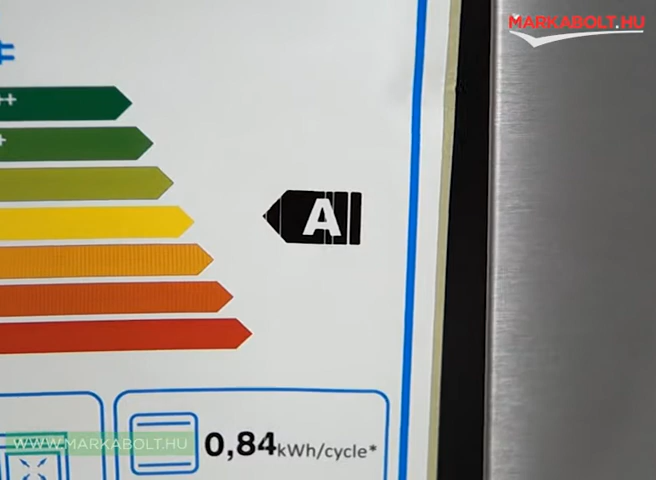 MARKABOLT.HU
++
+
A
WWW.MARKABOLT.HU
0,84kWh/cycle*